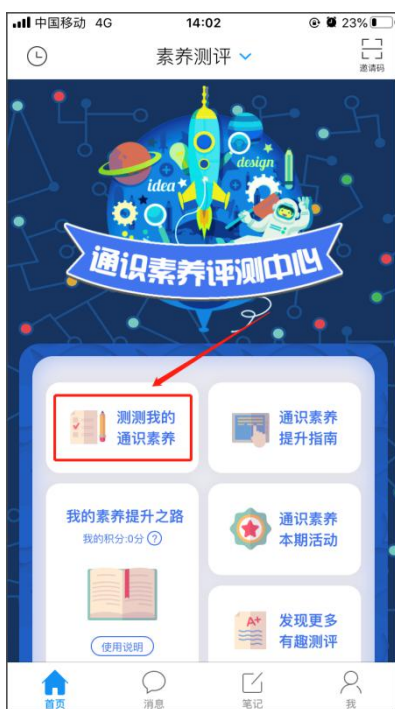 中国移动 4G 14:02 23%
素养测评
邀请码
design
idea
通识素养评测中心
测测我的
通识素养
通识素养
提升指南
我的素养提升之路
我的积分:0分 ?
使用说明
通识素养
本期活动
A+
发现更多
有趣测评
首页 消息 笔记 我